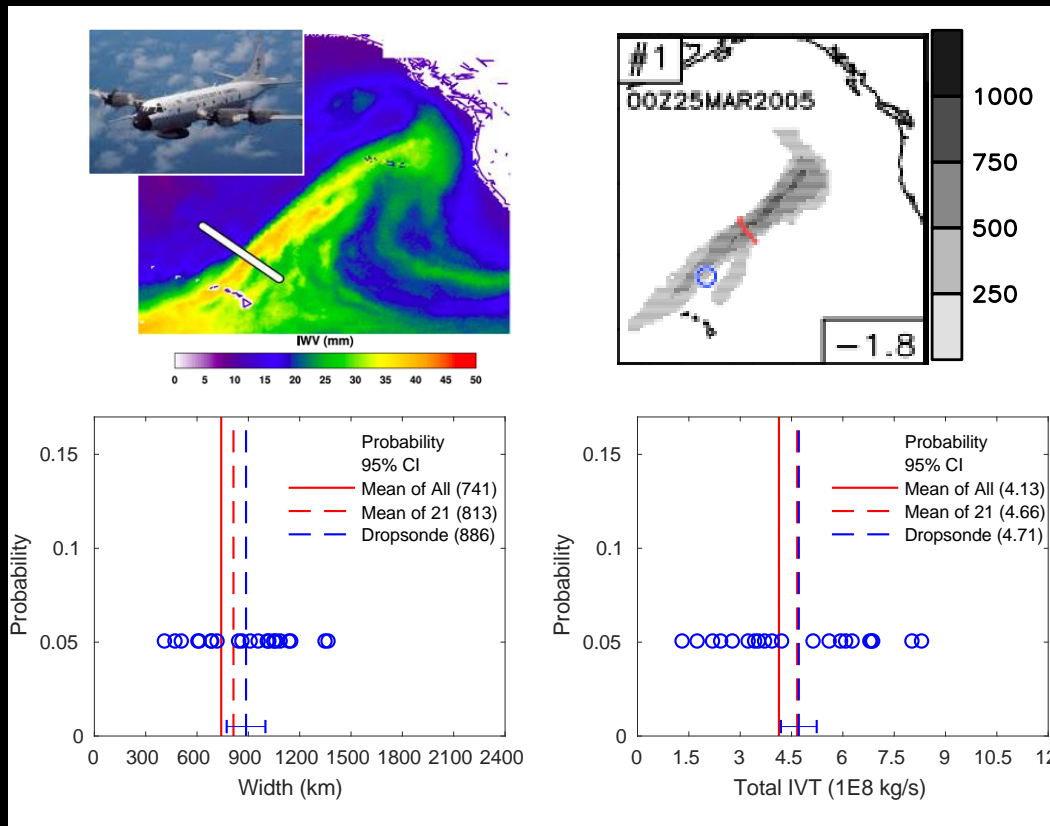 IWV (mm)
0 5 10 15 20 25 30 35 40 45 50
#1
00Z25MAR2005
-1.8
1000
750
500
250
Probability
95% CI
Mean of All (741)
Mean of 21 (813)
Dropsonde (886)
0.15
0.1
0.05
0
Probability
0 300 600 900 1200 1500 1800 2100 2400
Width (km)
Probability
95% CI
Mean of All (4.13)
Mean of 21 (4.66)
Dropsonde (4.71)
0.15
0.1
0.05
0
Probability
0 1.5 3 4.5 6 7.5 9 10.5 12
Total IVT (1E8 kg/s)